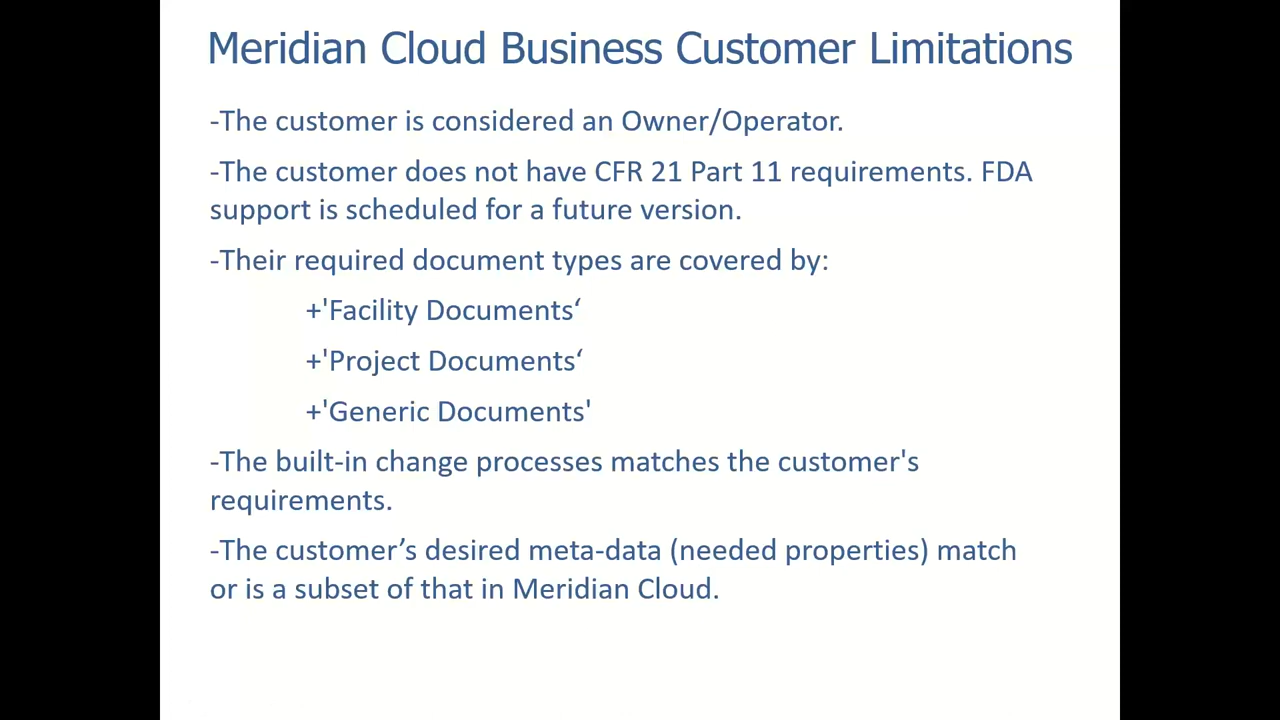 Meridian Cloud Business Customer Limitations
-The customer is considered an Owner/Operator.
-The customer does not have CFR 21 Part 11 requirements. FDA
support is scheduled for a future version.
-Their required document types are covered by:
+'Facility Documents‘
+'Project Documents‘
+'Generic Documents'
-The built-in change processes matches the customer's
requirements.
-The customer’s desired meta-data (needed properties) match
or is a subset of that in Meridian Cloud.